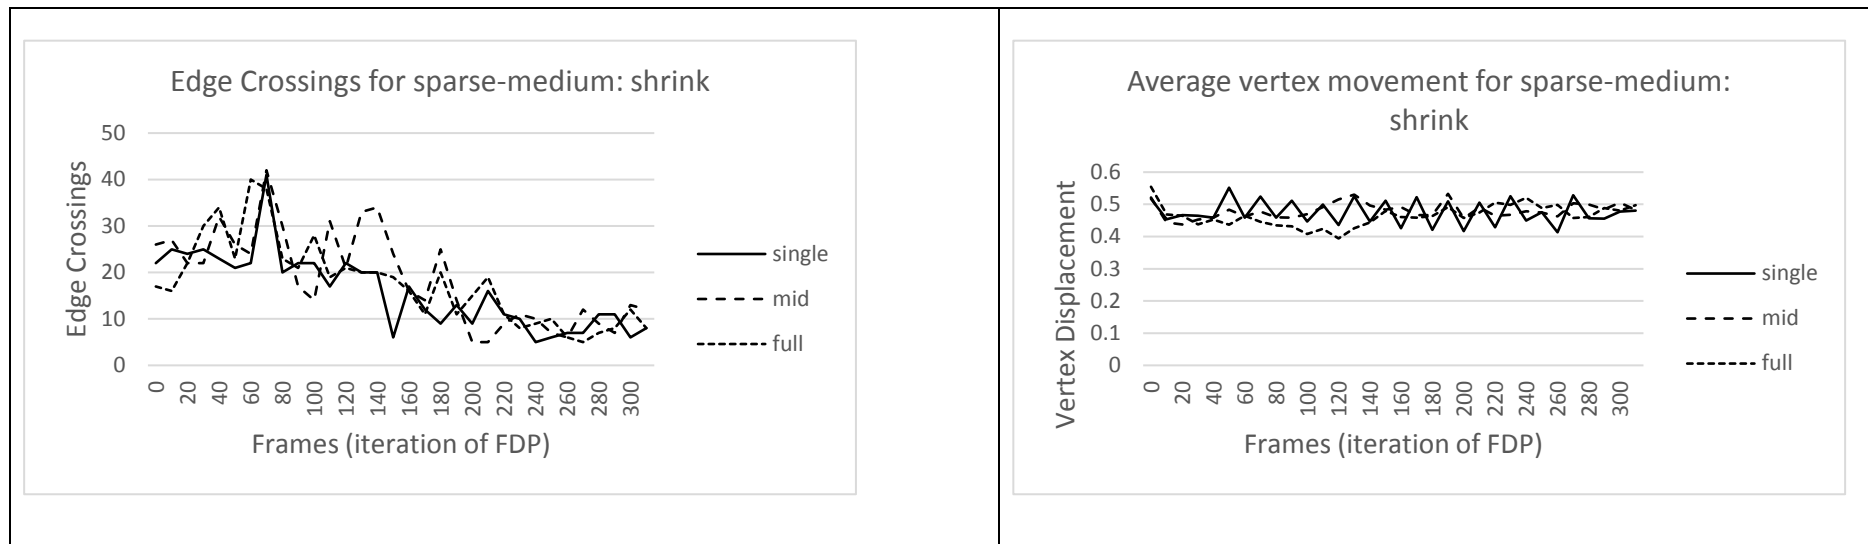 Edge Crossings for sparse-medium: shrink
Edge Crossings
50
40
30
20
10
0
0 20 40 60 80 100 120 140 160 180 200 220 240 260 280 300
Frames (iteration of FDP)
single
mid
full
Average vertex movement for sparse-medium:
shrink
Vertex Displacement
0.6
0.5
0.4
0.3
0.2
0.1
0
0 20 40 60 80 100 120 140 160 180 200 220 240 260 280 300
Frames (iteration of FDP)
single
mid
full